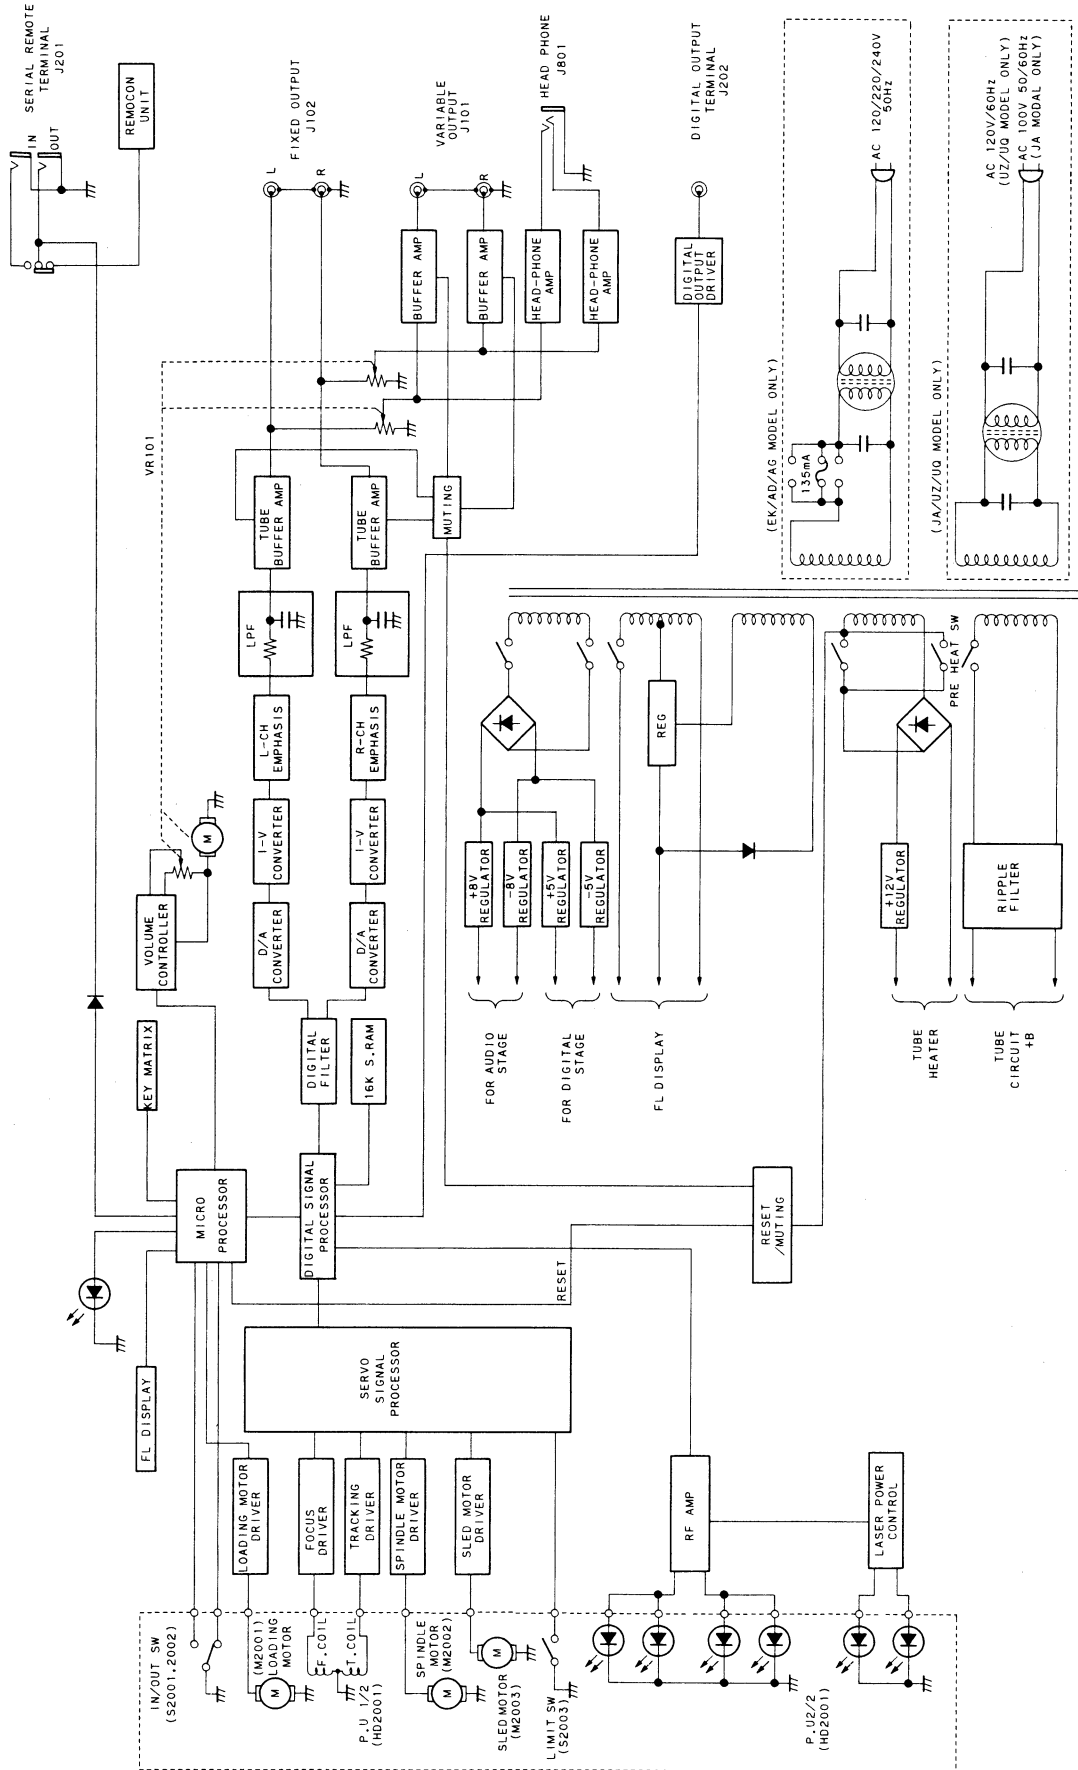 SERIAL REMOTE
TERMINAL
J201
IN
OUT
REMOCON
UNIT
FIXED OUTPUT
J102
L
R
VARIABLE
OUTPUT
J101
L
R
HEAD PHONE
J801
DIGITAL OUTPUT
TERMINAL
J202
BUFFER AMP
BUFFER AMP
HEAD-PHONE
AMP
HEAD-PHONE
AMP
DIGITAL
OUTPUT
DRIVER
AC 120/220/240V
50Hz
(EK/AD/AG MODEL ONLY)
135mA
AC 120V/60Hz
(UZ/UQ MODEL ONLY)
AC 100V 50/60Hz
(JA MODAL ONLY)
(JA/UZ/UQ MODEL ONLY)
VR101
TUBE
BUFFER AMP
TUBE
BUFFER AMP
MUTING
LPF
LPF
L-CH
EMPHASIS
R-CH
EMPHASIS
I-V
CONVERTER
I-V
CONVERTER
D/A
CONVERTER
D/A
CONVERTER
M
VOLUME
CONTROLLER
KEY MATRIX
DIGITAL
FILTER
16K S.RAM
MICRO
PROCESSOR
DIGITAL SIGNAL
PROCESSOR
REG
PRE HEAT SW
+8V
REGULATOR
-8V
REGULATOR
+5V
REGULATOR
-5V
REGULATOR
+12V
REGULATOR
RIPPLE
FILTER
FOR AUDIO
STAGE
FOR DIGITAL
STAGE
FL DISPLAY
TUBE
HEATER
TUBE
CIRCUIT +B
RESET
/MUTING
RESET
FL DISPLAY
SERVO
SIGNAL
PROCESSOR
LOADING MOTOR
DRIVER
FOCUS
DRIVER
TRACKING
DRIVER
SPINDLE MOTOR
DRIVER
SLED MOTOR
DRIVER
RF AMP
LASER POWER
CONTROL
IN/OUT SW
(S2001.2002)
(M2001)
LOADING
MOTOR
M
F.COIL
T.COIL
P.U 1/2
(HD2001)
SPINDLE
MOTOR
(M2002)
M
M
SLED MOTOR
(M2003)
LIMIT SW
(S2003)
P.U2/2
(HD2001)